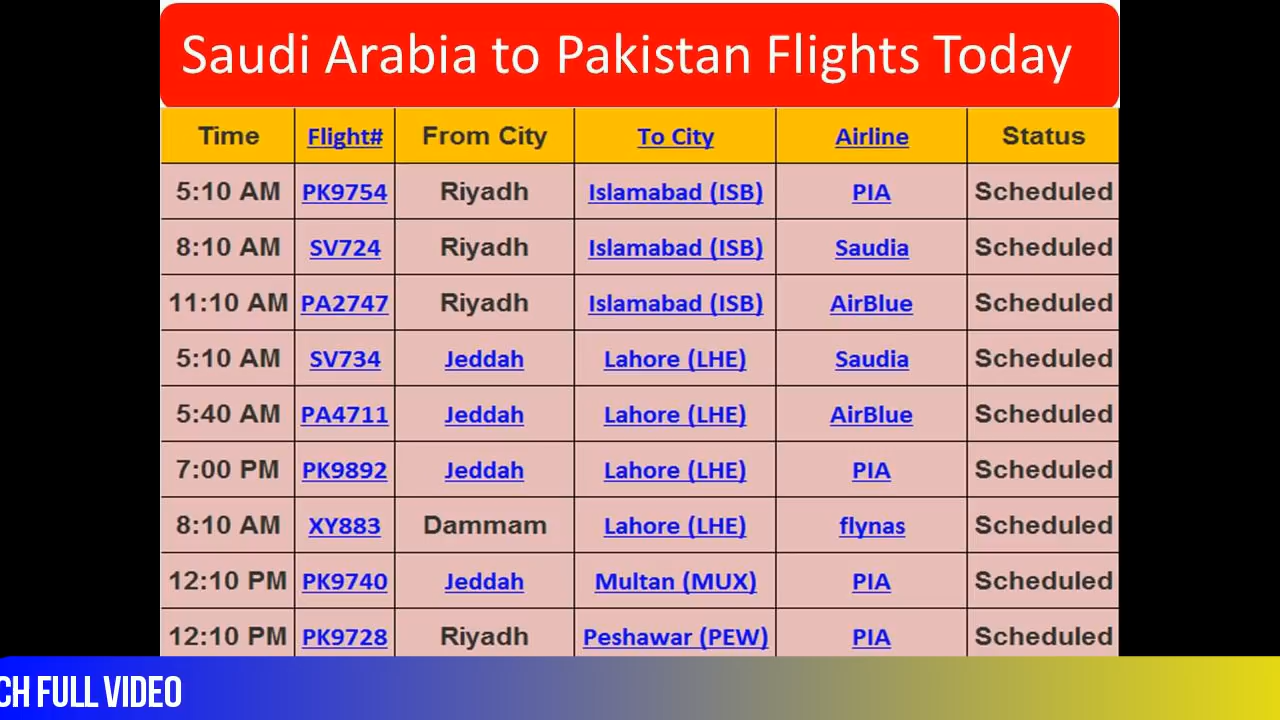 Saudi Arabia to Pakistan Flights Today
Time Flight# From City To City Airline Status
5:10 AM PK9754 Riyadh Islamabad (ISB) PIA Scheduled
8:10 AM SV724 Riyadh Islamabad (ISB) Saudia Scheduled
11:10 AM PA2747 Riyadh Islamabad (ISB) AirBlue Scheduled
5:10 AM SV734 Jeddah Lahore (LHE) Saudia Scheduled
5:40 AM PA4711 Jeddah Lahore (LHE) AirBlue Scheduled
7:00 PM PK9892 Jeddah Lahore (LHE) PIA Scheduled
8:10 AM XY883 Dammam Lahore (LHE) flynas Scheduled
12:10 PM PK9740 Jeddah Multan (MUX) PIA Scheduled
12:10 PM PK9728 Riyadh Peshawar (PEW) PIA Scheduled
CH FULL VIDEO